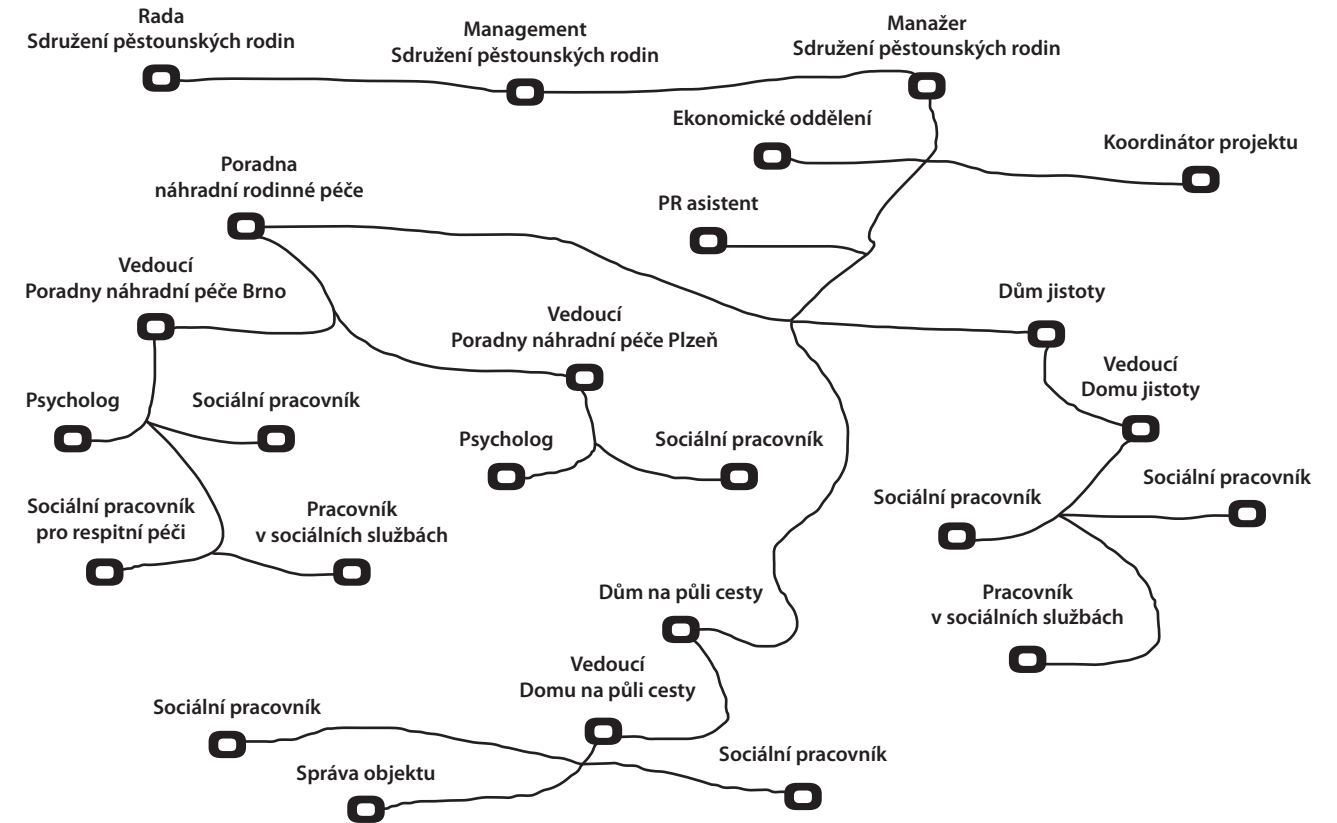 Rada
Sdružení pěstounských rodin
Management
Sdružení pěstounských rodin
Manažer
Sdružení pěstounských rodin
Ekonomické oddělení
Koordinátor projektu
Poradna
náhradní rodinné péče
PR asistent
Vedoucí
Poradny náhradní péče Brno
Dům jistoty
Vedoucí
Poradny náhradní péče Plzeň
Vedoucí
Domu jistoty
Psycholog
Sociální pracovník
Psycholog
Sociální pracovník
Sociální pracovník
Sociální pracovník
Sociální pracovník
pro respitní péči
Pracovník
v sociálních službách
Dům na půli cesty
Pracovník
v sociálních službách
Vedoucí
Domu na půli cesty
Sociální pracovník
Sociální pracovník
Správa objektu